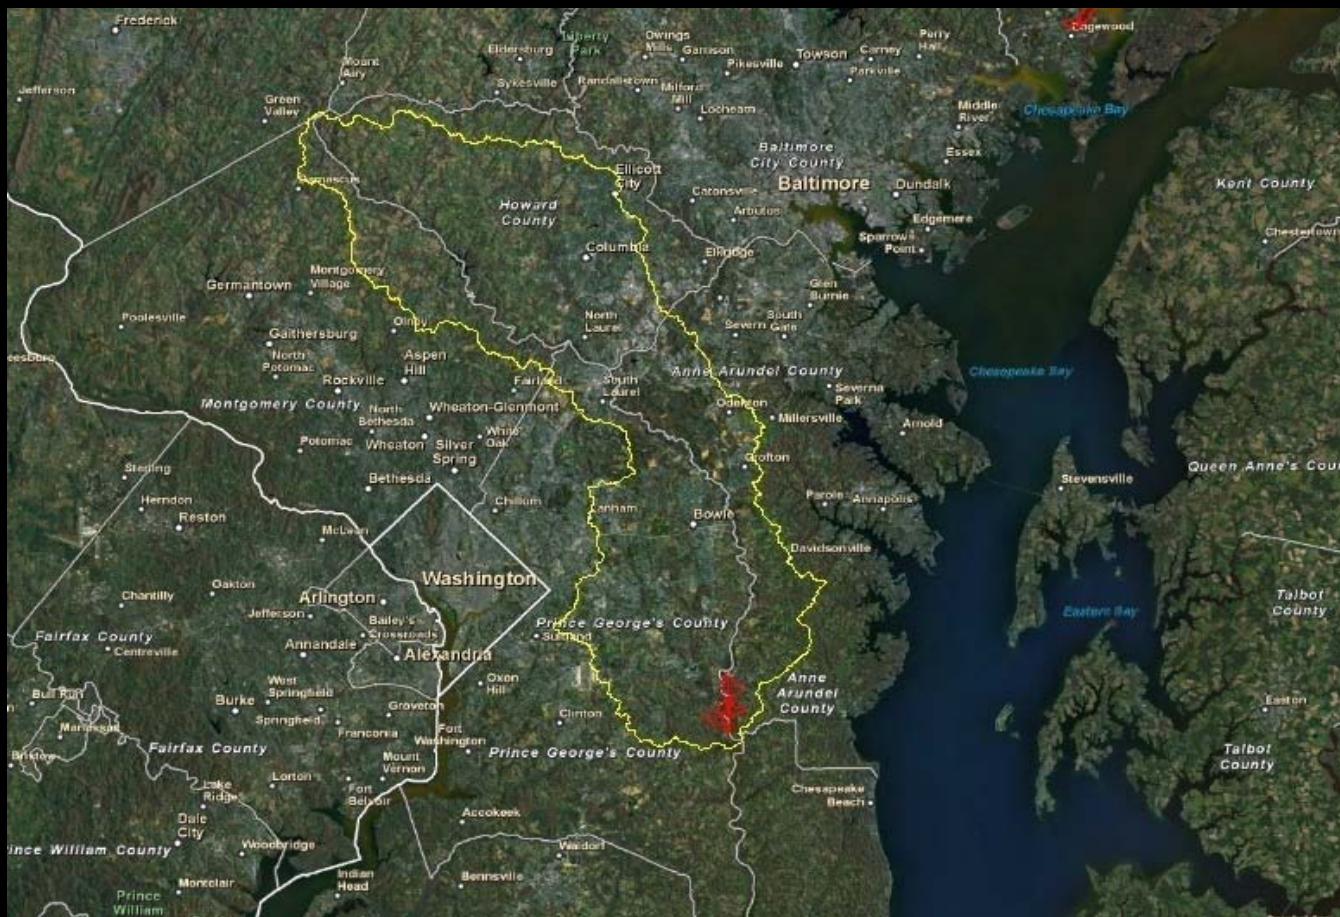 Frederick
Liberty
Park
Owings
Mills
Garrison
Perry
Hall
Edgewood
Eldersburg
Towson
Carney
Mount
Airy
Pikesville
Parkville
Jefferson
Sykesville
Randallstown
Milford
Mill
Green
Valley
Lochearn
Middle
River
Chesapeake Bay
Baltimore
City County
Essex
Ellicott
City
Damascus
Catonsville
Baltimore
Dundalk
Kent County
Howard
County
Arbutus
Edgemere
Sparrows
Point
Chestertown
Columbia
Elkridge
Montgomery
Village
Germantown
Glen
Burnie
Poolesville
Olney
North
Laurel
Severn
South
Gate
Gaithersburg
North
Potomac
Aspen
Hill
Rockville
Fairland
South
Laurel
Anne Arundel County
Chesapeake Bay
Severna
Park
Montgomery County
North
Bethesda
Wheaton-Glenmont
Odenton
Millersville
Arnold
Potomac
Wheaton
Silver
Spring
White
Oak
Crofton
Queen Anne's Coun
Sterling
Bethesda
Stevensville
Herndon
Reston
Chillum
Lanham
Bowie
Parole
Annapolis
McLean
Davidsonville
Washington
Oakton
Chantilly
Arlington
Jefferson
Bailey's
Crossroads
Prince George's County
Suitland
Eastern Bay
Talbot
County
Fairfax County
Centreville
Annandale
Alexandria
West
Springfield
Oxen
Hill
Anne
Arundel
County
Bull Run
Burke
Springfield
Groveton
Clinton
Easton
Manassas
Franconia
Fort
Washington
Bristow
Fairfax County
Mount
Vernon
Prince George's County
Talbot
County
Lake
Ridge
Lorton
Fort
Belvoir
Chesapeake
Beach
Dale
City
Accokeek
rince William County
Woodbridge
Waldorf
Montclair
Indian
Head
Bennsville
Prince
William